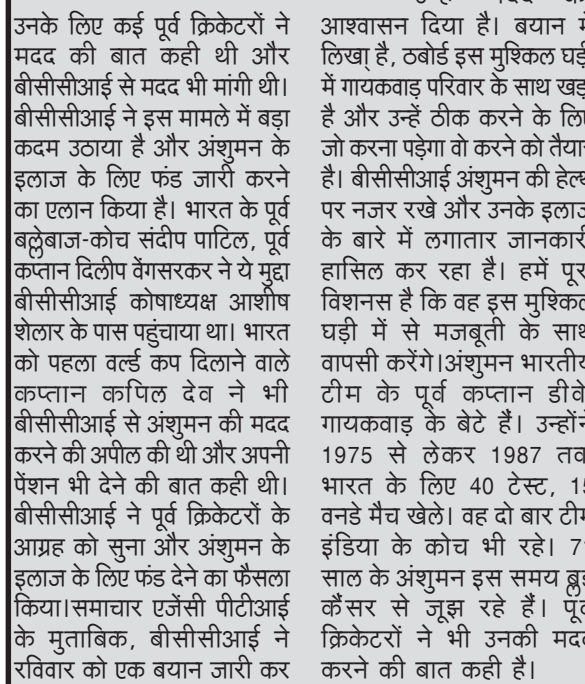 उनके लिए कई पूर्व क्रिकेटरों ने
मदद की बात कही थी और
बीसीसीआई से मदद भी मांगी थी।
बीसीसीआई ने इस मामले में बड़ा
कदम उठाया है और अंशुमन के
इलाज के लिए फंड जारी करने
का एलान किया है। भारत के पूर्व
बल्लेबाज-कोच संदीप पाटिल, पूर्व
कप्तान दिलीप वेंगसरकर ने ये मुद्दा
बीसीसीआई कोषाध्यक्ष आशीष
शेलार के पास पहुंचाया था। भारत
को पहला वर्ल्ड कप दिलाने वाले
कप्तान कपिल देव ने भी
बीसीसीआई से अंशुमन की मदद
करने की अपील की थी और अपनी
पेंशन भी देने की बात कही थी।
बीसीसीआई ने पूर्व क्रिकेटरों के
आग्रह को सुना और अंशुमन के
इलाज के लिए फंड देने का फैसला
किया।समाचार एजेंसी पीटीआई
के मुताबिक, बीसीसीआई ने
रविवार को एक बयान जारी कर
आश्वासन दिया है। बयान
लिखा है, ठबोर्ड इस मुश्किल
में गायकवाड़ परिवार के साथ
है और उन्हें ठीक करने के
जो करना पड़ेगा वो करने को
है। बीसीसीआई अंशुमन की
पर नजर रखे और उनके
के बारे में लगातार
हासिल कर रहा है। हमें
विशनस है कि वह इस
घड़ी में से मजबूती के
वापसी करेंगे।अंशुमन
टीम के पूर्व कप्तान
गायकवाड़ के बेटे हैं।
1975 से लेकर 1987
भारत के लिए 40 टेस्ट,
वनडे मैच खेले। वह दो बार
इंडिया के कोच भी रहे।
साल के अंशुमन इस समय
कैंसर से जूझ रहे हैं।
क्रिकेटरों ने भी उनकी
करने की बात कही है।